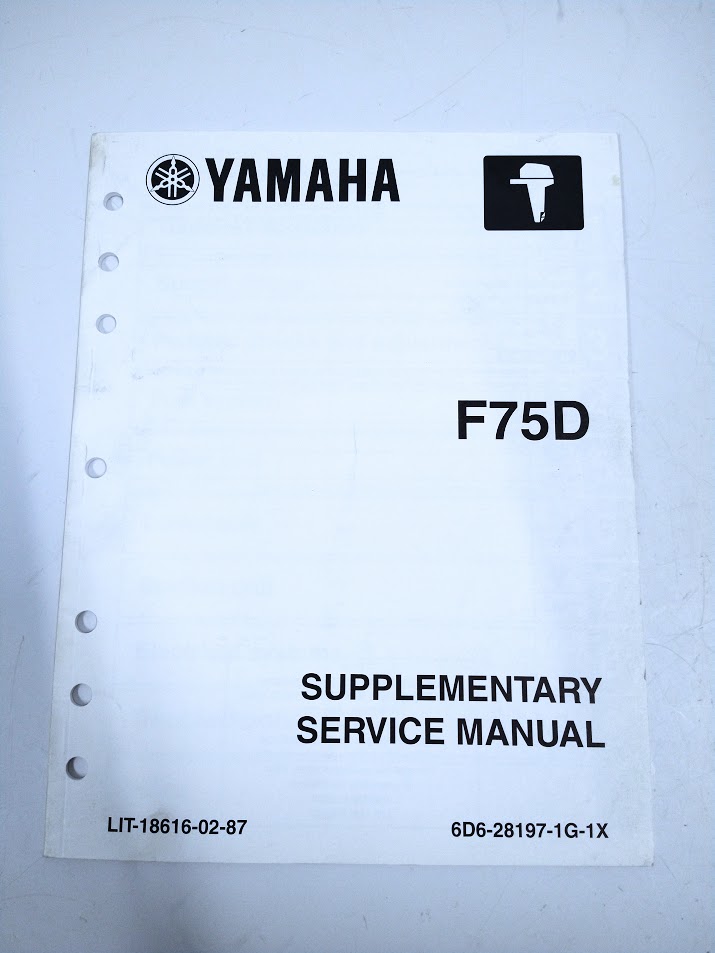 YAMAHA
F75D
SUPPLEMENTARY
SERVICE MANUAL
LIT-18616-02-87
6D6-28197-1G-1X